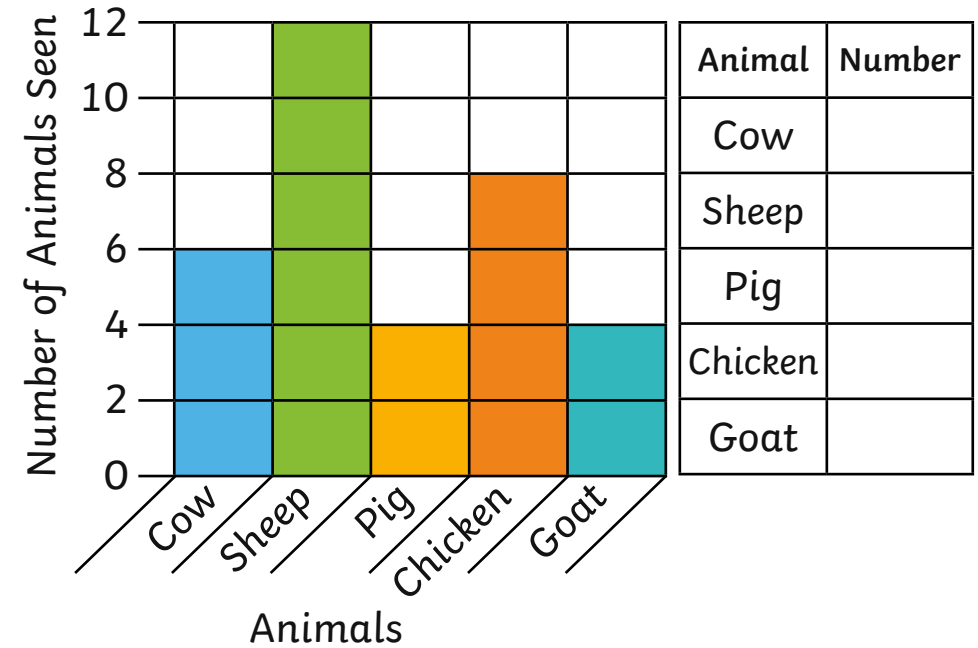 Number of Animals Seen
12
10
8
6
4
2
0
Cow
Sheep
Pig
Chicken
Goat
Animals
Animal Number
Cow
Sheep
Pig
Chicken
Goat